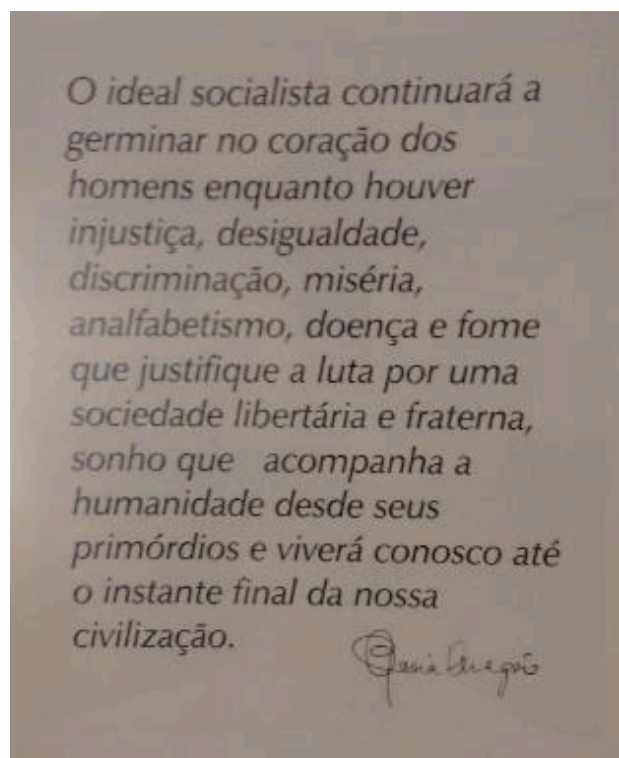 O ideal socialista continuará a
germinar no coração dos
homens enquanto houver
injustiça, desigualdade,
discriminação, miséria,
analfabetismo, doença e fome
que justifique a luta por uma
sociedade libertária e fraterna,
sonho que acompanha a
humanidade desde seus
primórdios e viverá conosco até
o instante final da nossa
civilização.